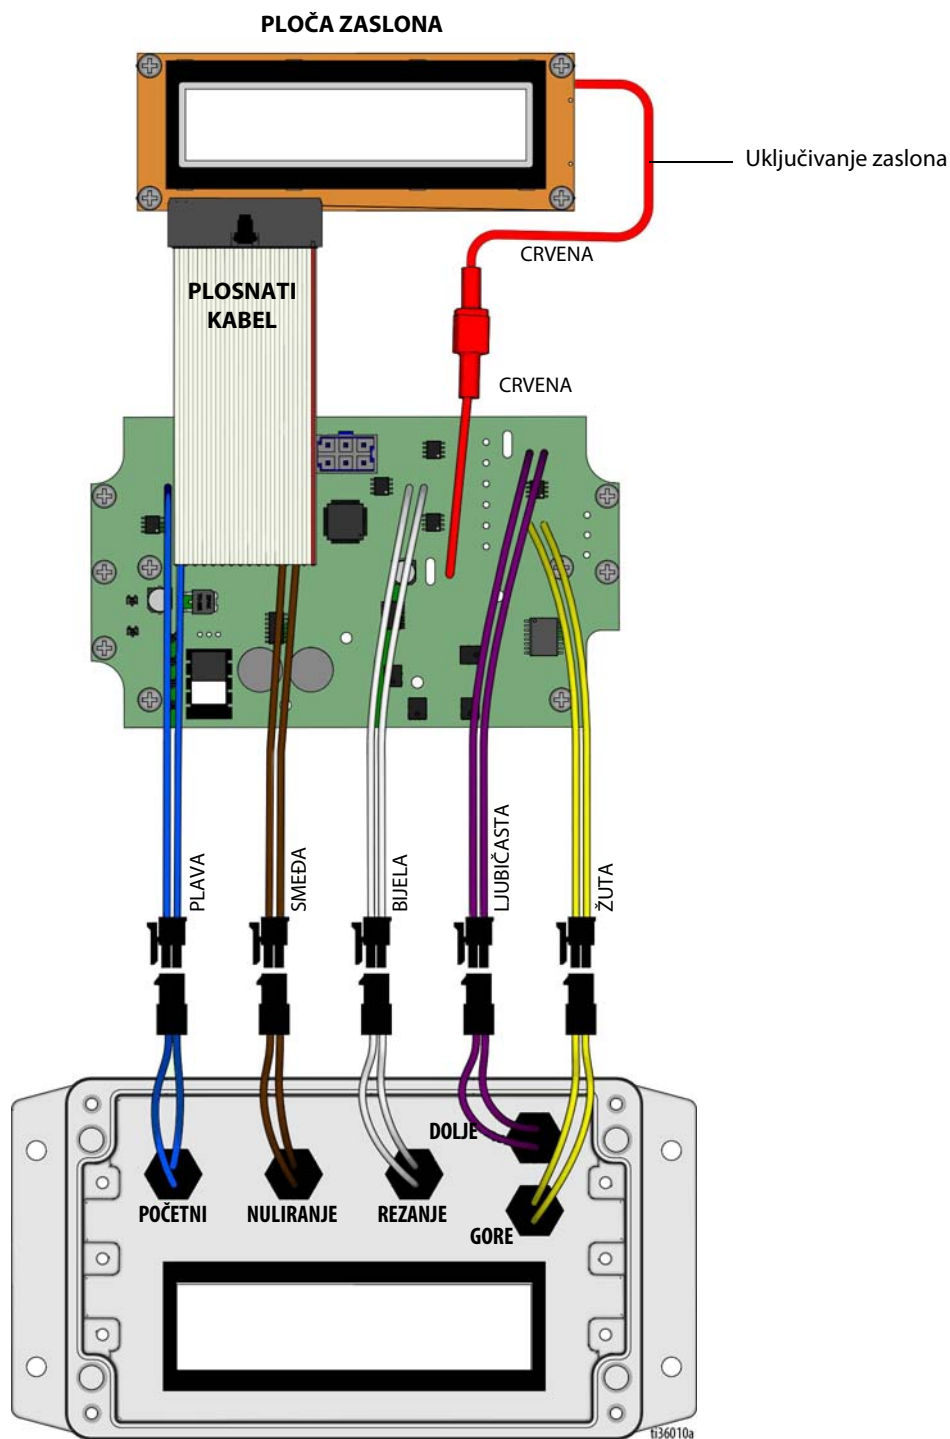 PLOČA ZASLONA
Uključivanje zaslona
CRVENA
PLOSNATI
KABEL
CRVENA
PLAVA
SMEĐA
BIJELA
LJUBIČASTA
ŽUTA
DOLJE
POČETNI
NULIRANJE
REZANJE
GORE
ti36010a